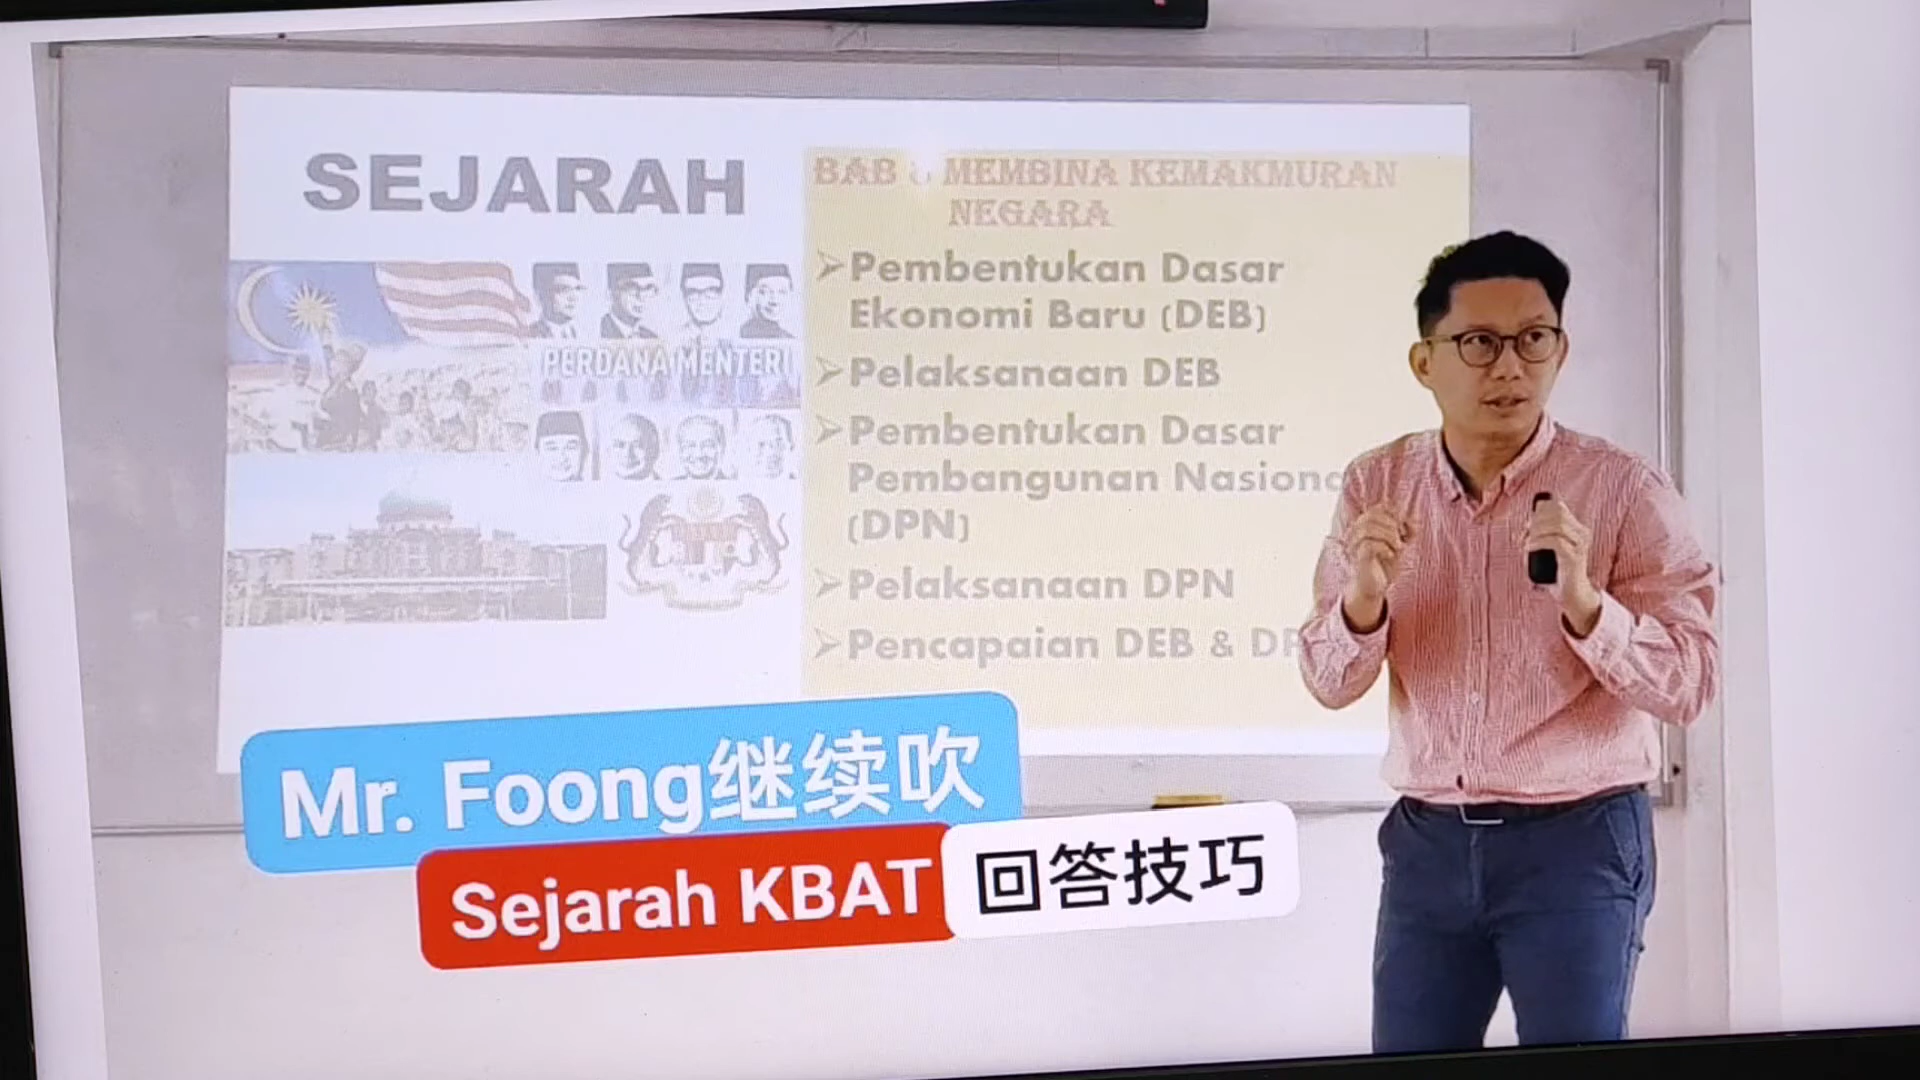 SEJARAH
PERDANA MENTERI
BAB MEMBINA KEMAKMURAN
NEGARA
➢Pembentukan Dasar
Ekonomi Baru (DEB)
➢Pelaksanaan DEB
➢Pembentukan Dasar
Pembangunan Nasiona
(DPN)
➢Pelaksanaan DPN
➢Pencapaian DEB & DP
Mr. Foong继续吹
Sejarah KBAT 回答技巧